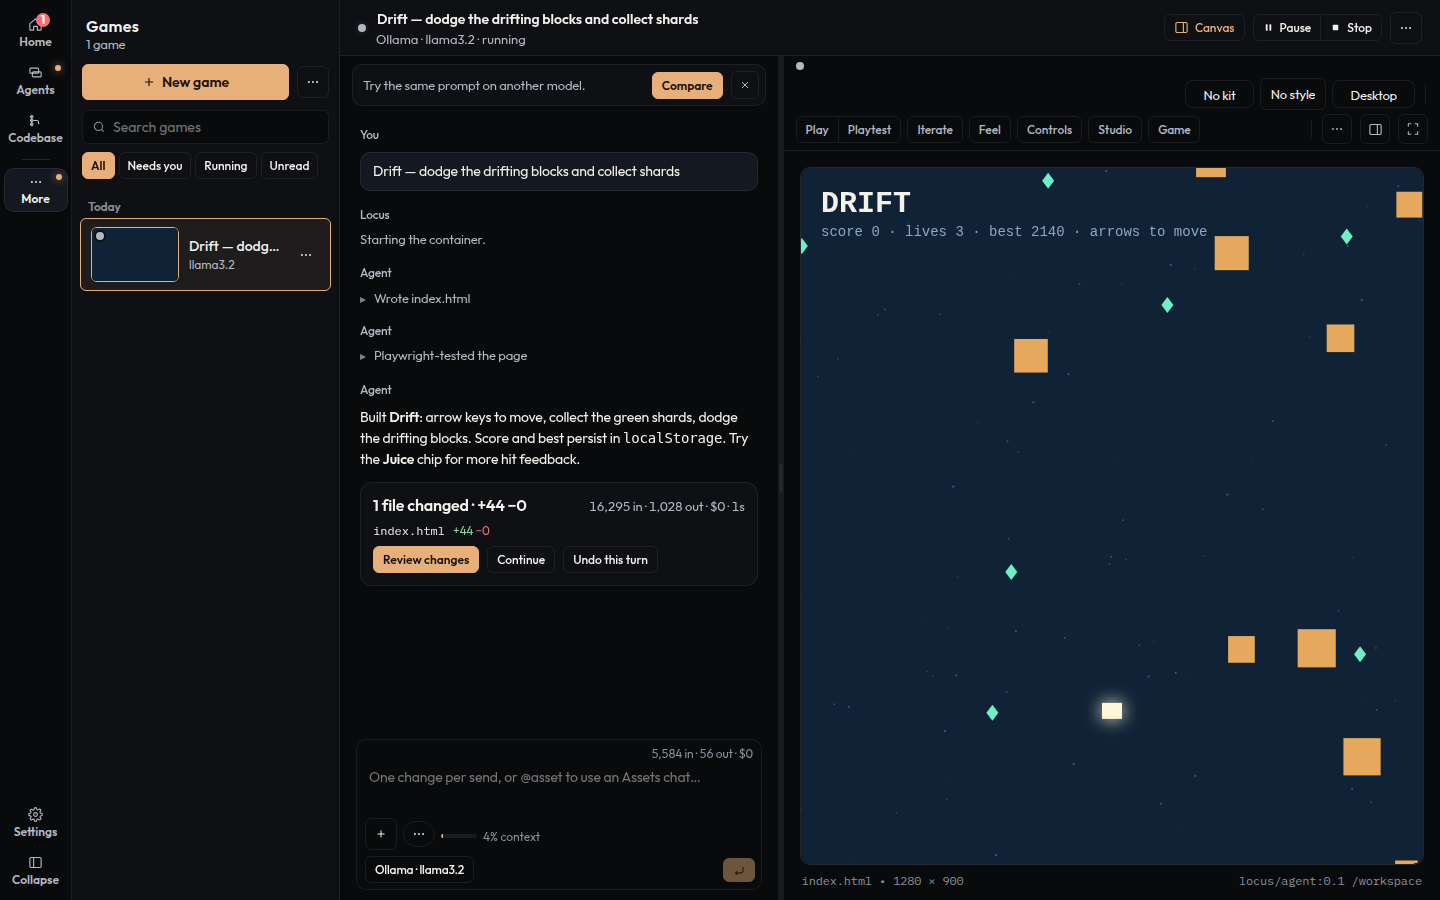 1
Home
Agents
Codebase
More
Settings
Collapse
Games
1 game
+ New game
Search games
All
Needs you
Running
Unread
Today
Drift — dodg...
llama3.2
Drift — dodge the drifting blocks and collect shards
Ollama · llama3.2 · running
Canvas
Pause
Stop
Try the same prompt on another model.
Compare
You
Drift — dodge the drifting blocks and collect shards
Locus
Starting the container.
Agent
Wrote index.html
Agent
Playwright-tested the page
Agent
Built Drift: arrow keys to move, collect the green shards, dodge
the drifting blocks. Score and best persist in localStorage. Try
the Juice chip for more hit feedback.
1 file changed · +44 −0
16,295 in · 1,028 out · $0 · 1s
index.html +44 −0
Review changes
Continue
Undo this turn
5,584 in · 56 out · $0
One change per send, or @asset to use an Assets chat...
4% context
Ollama · llama3.2
No kit
No style
Desktop
Play
Playtest
Iterate
Feel
Controls
Studio
Game
DRIFT
score 0 · lives 3 · best 2140 · arrows to move
index.html • 1280 × 900
locus/agent:0.1 /workspace